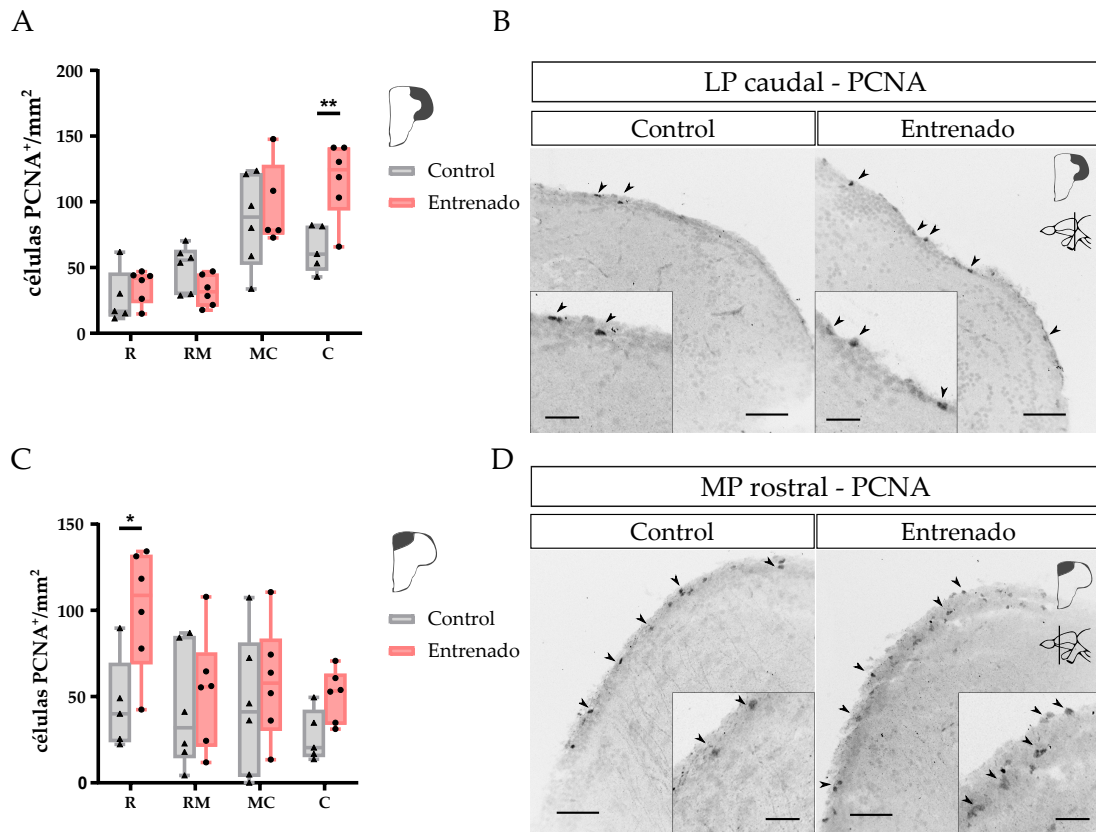 A
células PCNA⁺/mm²
200
150
100
50
0
**
R RM MC C
Control
Entrenado
B
LP caudal - PCNA
Control Entrenado
C
células PCNA⁺/mm²
150
100
50
0
*
R RM MC C
Control
Entrenado
D
MP rostral - PCNA
Control Entrenado